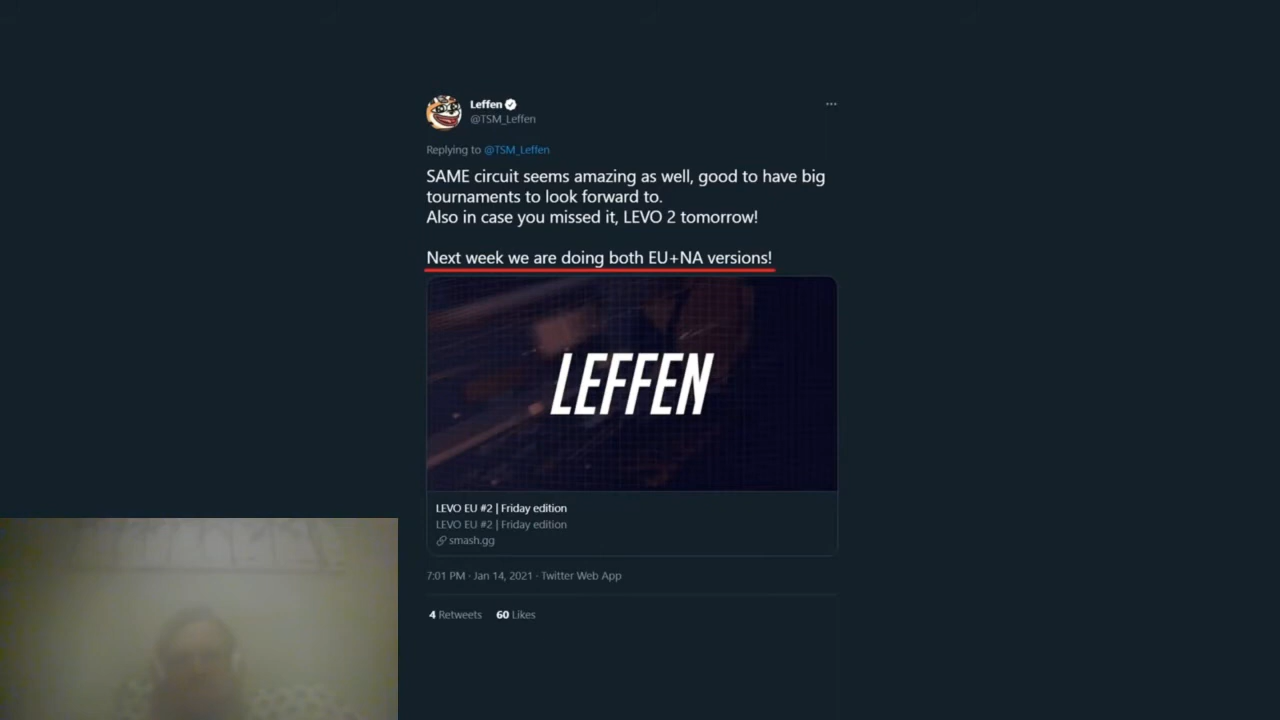 Leffen
@TSM_Leffen
Replying to @TSM_Leffen
SAME circuit seems amazing as well, good to have big
tournaments to look forward to.
Also in case you missed it, LEVO 2 tomorrow!
Next week we are doing both EU+NA versions!
LEFFEN
LEVO EU #2 | Friday edition
LEVO EU #2 | Friday edition
smash.gg
7:01 PM · Jan 14, 2021 · Twitter Web App
4 Retweets 60 Likes